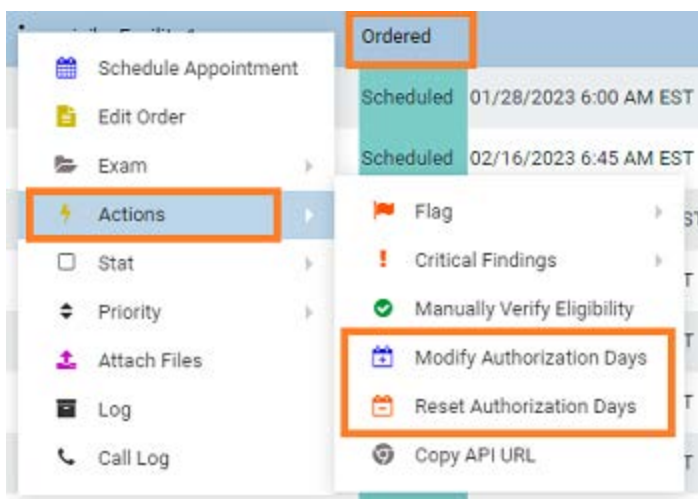 Ordered
Schedule Appointment
Edit Order
Exam
Actions
Stat
Priority
Attach Files
Log
Call Log
Scheduled 01/28/2023 6:00 AM EST
Scheduled 02/16/2023 6:45 AM EST
Flag
Critical Findings
Manually Verify Eligibility
Modify Authorization Days
Reset Authorization Days
Copy API URL